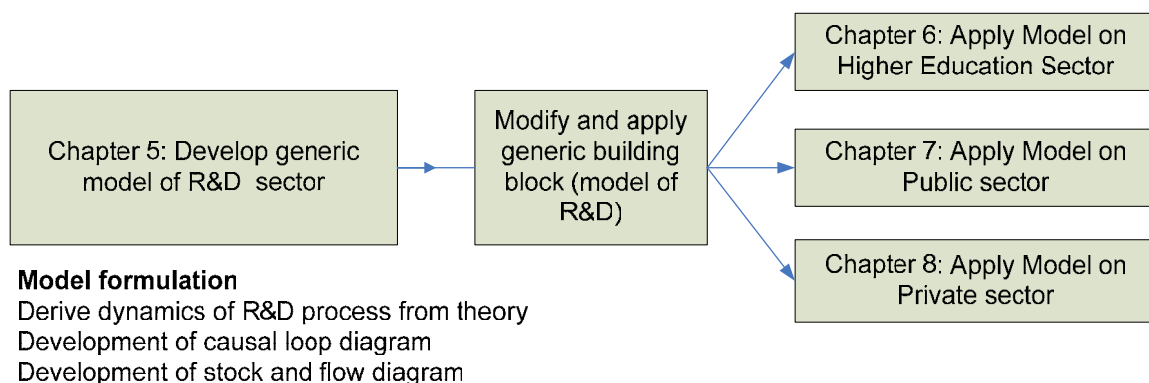 Chapter 5: Develop generic
model of R&D sector
Modify and apply
generic building
block (model of
R&D)
Chapter 6: Apply Model on
Higher Education Sector
Chapter 7: Apply Model on
Public sector
Chapter 8: Apply Model on
Private sector
Model formulation
Derive dynamics of R&D process from theory
Development of causal loop diagram
Development of stock and flow diagram